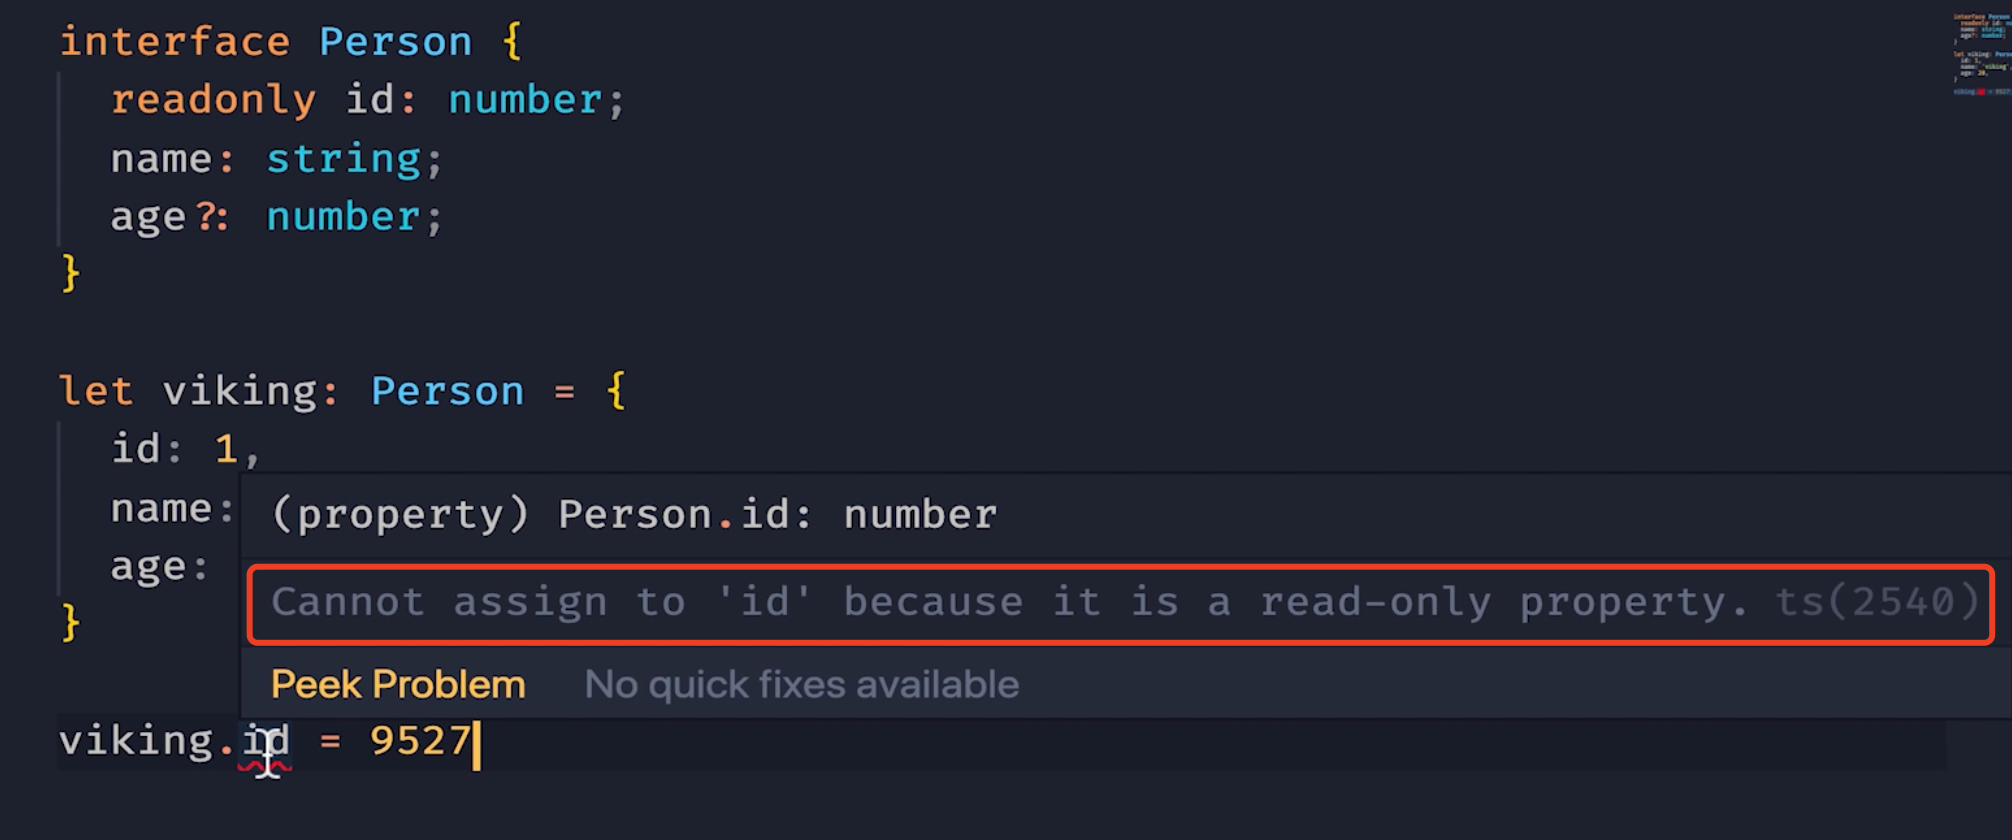 interface Person {
readonly id: number;
name: string;
age?: number;
}
let viking: Person = {
id: 1,
name:
age:
}
(property) Person.id: number
Cannot assign to 'id' because it is a read-only property. ts(2540)
Peek Problem No quick fixes available
viking.id = 9527